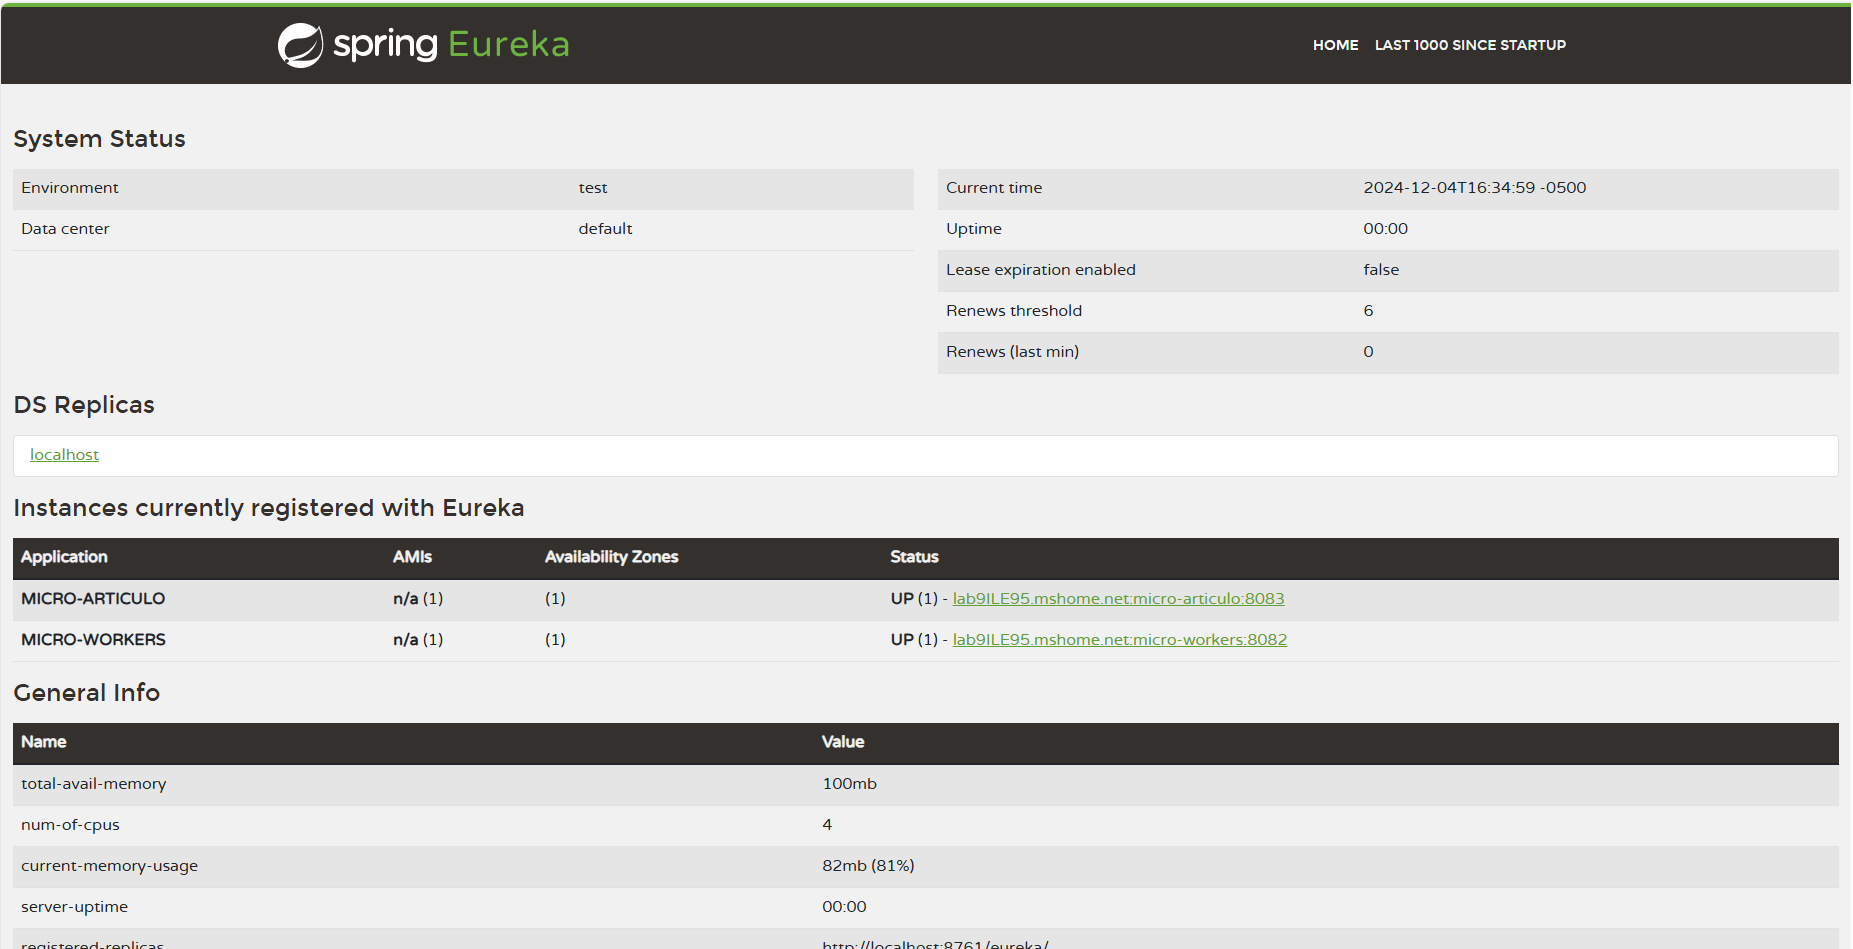 spring Eureka
HOME LAST 1000 SINCE STARTUP
System Status
Environment test
Data center default
Current time 2024-12-04T16:34:59 -0500
Uptime 00:00
Lease expiration enabled false
Renews threshold 6
Renews (last min) 0
DS Replicas
localhost
Instances currently registered with Eureka
Application AMIs Availability Zones Status
MICRO-ARTICULO n/a (1) (1) UP (1) - lab9ILE95.mshome.net:micro-articulo:8083
MICRO-WORKERS n/a (1) (1) UP (1) - lab9ILE95.mshome.net:micro-workers:8082
General Info
Name Value
total-avail-memory 100mb
num-of-cpus 4
current-memory-usage 82mb (81%)
server-uptime 00:00
registered-replicas http://localhost:8761/eureka/